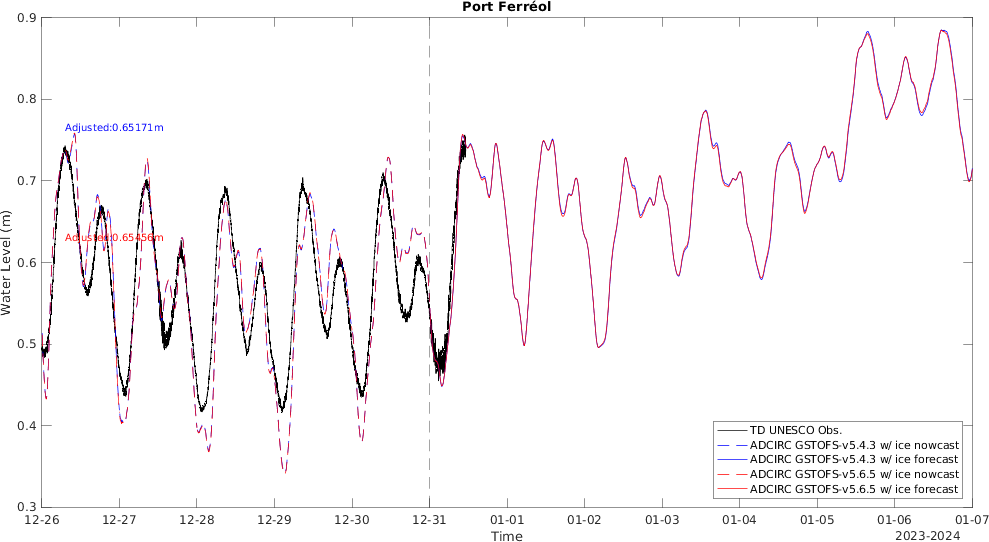 Port Ferréol
0.9
0.8
0.7
0.6
0.5
0.4
0.3
Water Level (m)
Adjusted:0.65171m
Adjusted:0.65456m
TD UNESCO Obs.
ADCIRC GSTOFS-v5.4.3 w/ ice nowcast
ADCIRC GSTOFS-v5.4.3 w/ ice forecast
ADCIRC GSTOFS-v5.6.5 w/ ice nowcast
ADCIRC GSTOFS-v5.6.5 w/ ice forecast
12-26 12-27 12-28 12-29 12-30 12-31 01-01 01-02 01-03 01-04 01-05 01-06 01-07
Time
2023-2024